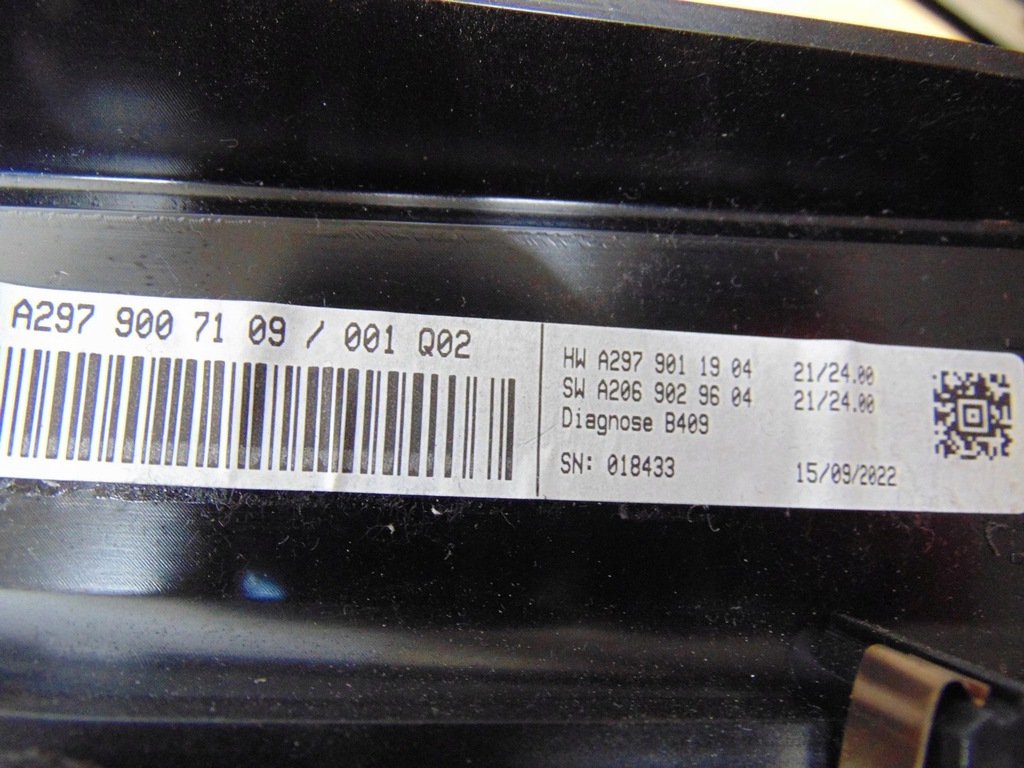 A297 900 71 09 / 001 Q02
HW A297 901 19 04 21/24.00
SW A206 902 96 04 21/24.00
Diagnose B409
SN: 018433 15/09/2022